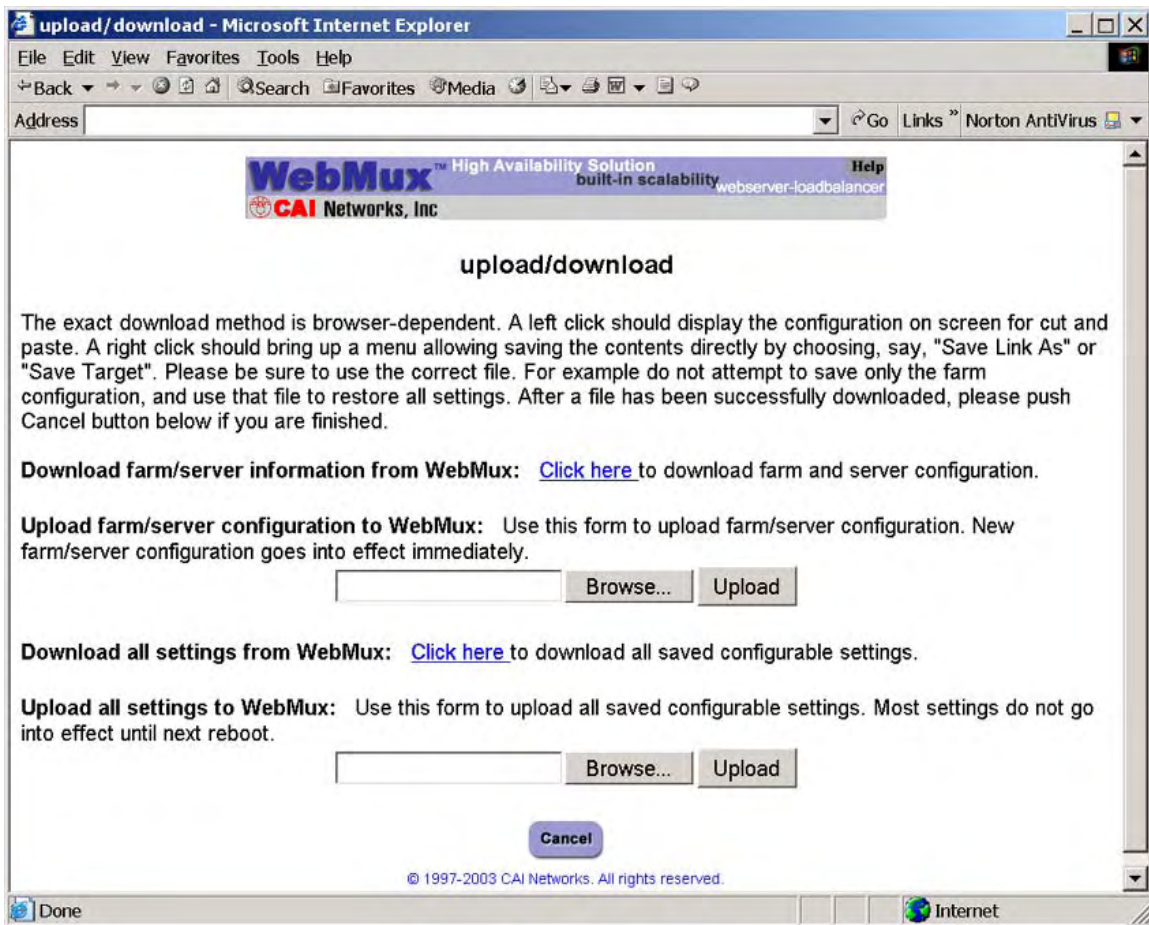 upload/download - Microsoft Internet Explorer
File Edit View Favorites Tools Help
Back Search Favorites Media
Address Go Links » Norton AntiVirus
WebMux™ High Availability Solution Help
built-in scalability
webserver-loadbalancer
CAI Networks, Inc
upload/download
The exact download method is browser-dependent. A left click should display the configuration on screen for cut and
paste. A right click should bring up a menu allowing saving the contents directly by choosing, say, "Save Link As" or
"Save Target". Please be sure to use the correct file. For example do not attempt to save only the farm
configuration, and use that file to restore all settings. After a file has been successfully downloaded, please push
Cancel button below if you are finished.
Download farm/server information from WebMux: Click here to download farm and server configuration.
Upload farm/server configuration to WebMux: Use this form to upload farm/server configuration. New
farm/server configuration goes into effect immediately.
Browse... Upload
Download all settings from WebMux: Click here to download all saved configurable settings.
Upload all settings to WebMux: Use this form to upload all saved configurable settings. Most settings do not go
into effect until next reboot.
Browse... Upload
Cancel
© 1997-2003 CAI Networks. All rights reserved.
Done Internet